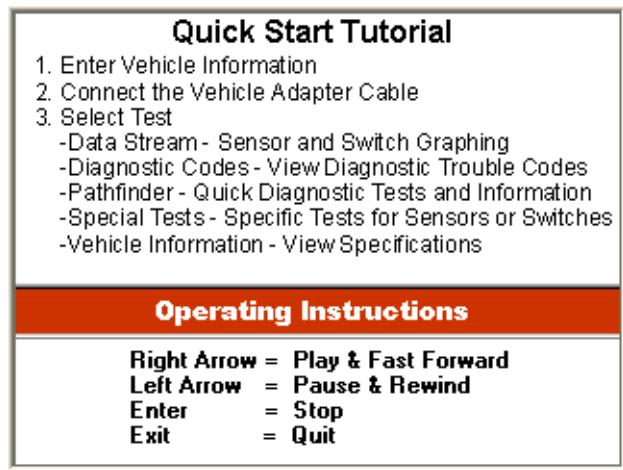 Quick Start Tutorial
1. Enter Vehicle Information
2. Connect the Vehicle Adapter Cable
3. Select Test
-Data Stream - Sensor and Switch Graphing
-Diagnostic Codes - View Diagnostic Trouble Codes
-Pathfinder - Quick Diagnostic Tests and Information
-Special Tests - Specific Tests for Sensors or Switches
-Vehicle Information - View Specifications
Operating Instructions
Right Arrow = Play & Fast Forward
Left Arrow = Pause & Rewind
Enter = Stop
Exit = Quit